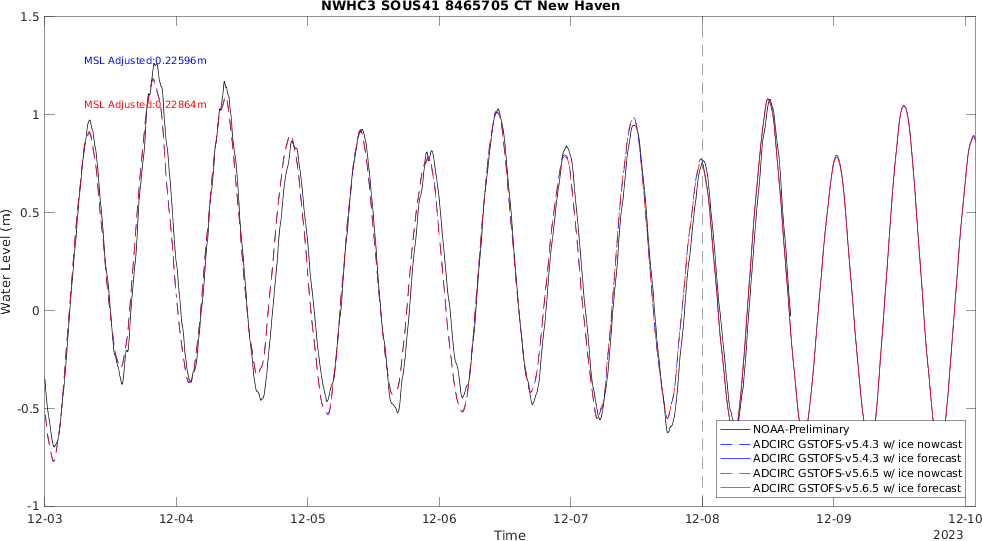 NWHC3 SOUS41 8465705 CT New Haven
1.5
MSL Adjusted:0.22596m
MSL Adjusted:0.22864m
1
0.5
Water Level (m)
0
-0.5
NOAA-Preliminary
ADCIRC GSTOFS-v5.4.3 w/ ice nowcast
ADCIRC GSTOFS-v5.4.3 w/ ice forecast
ADCIRC GSTOFS-v5.6.5 w/ ice nowcast
ADCIRC GSTOFS-v5.6.5 w/ ice forecast
-1
12-03 12-04 12-05 12-06 12-07 12-08 12-09 12-10
Time
2023